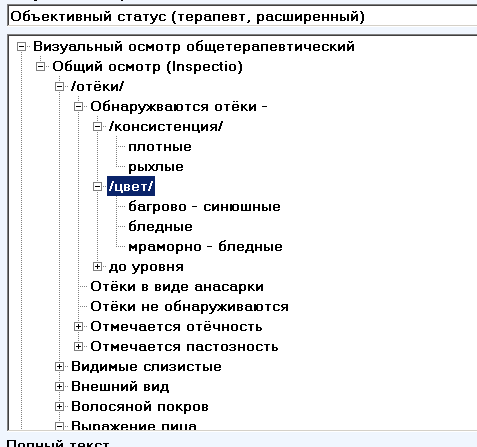 Объективный статус (терапевт, расширенный)
Визуальный осмотр общетерапевтический
Общий осмотр (Inspectio)
/отёки/
Обнаружваются отёки -
/консистенция/
плотные
рыхлые
/цвет/
багрово - синюшные
бледные
мраморно - бледные
до уровня
Отёки в виде анасарки
Отёки не обнаруживаются
Отмечается отёчность
Отмечается пастозность
Видимые слизистые
Внешний вид
Волосяной покров
Выражение лица
Полный текст